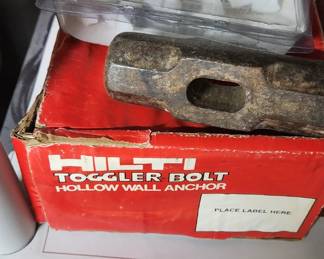 HILTI
TOGGLER BOLT
HOLLOW WALL ANCHOR
PLACE LABEL HERE